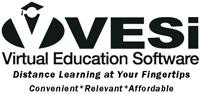 VESi
Virtual Education Software
Distance Learning at Your Fingertips
Convenient*Relevant*Affordable